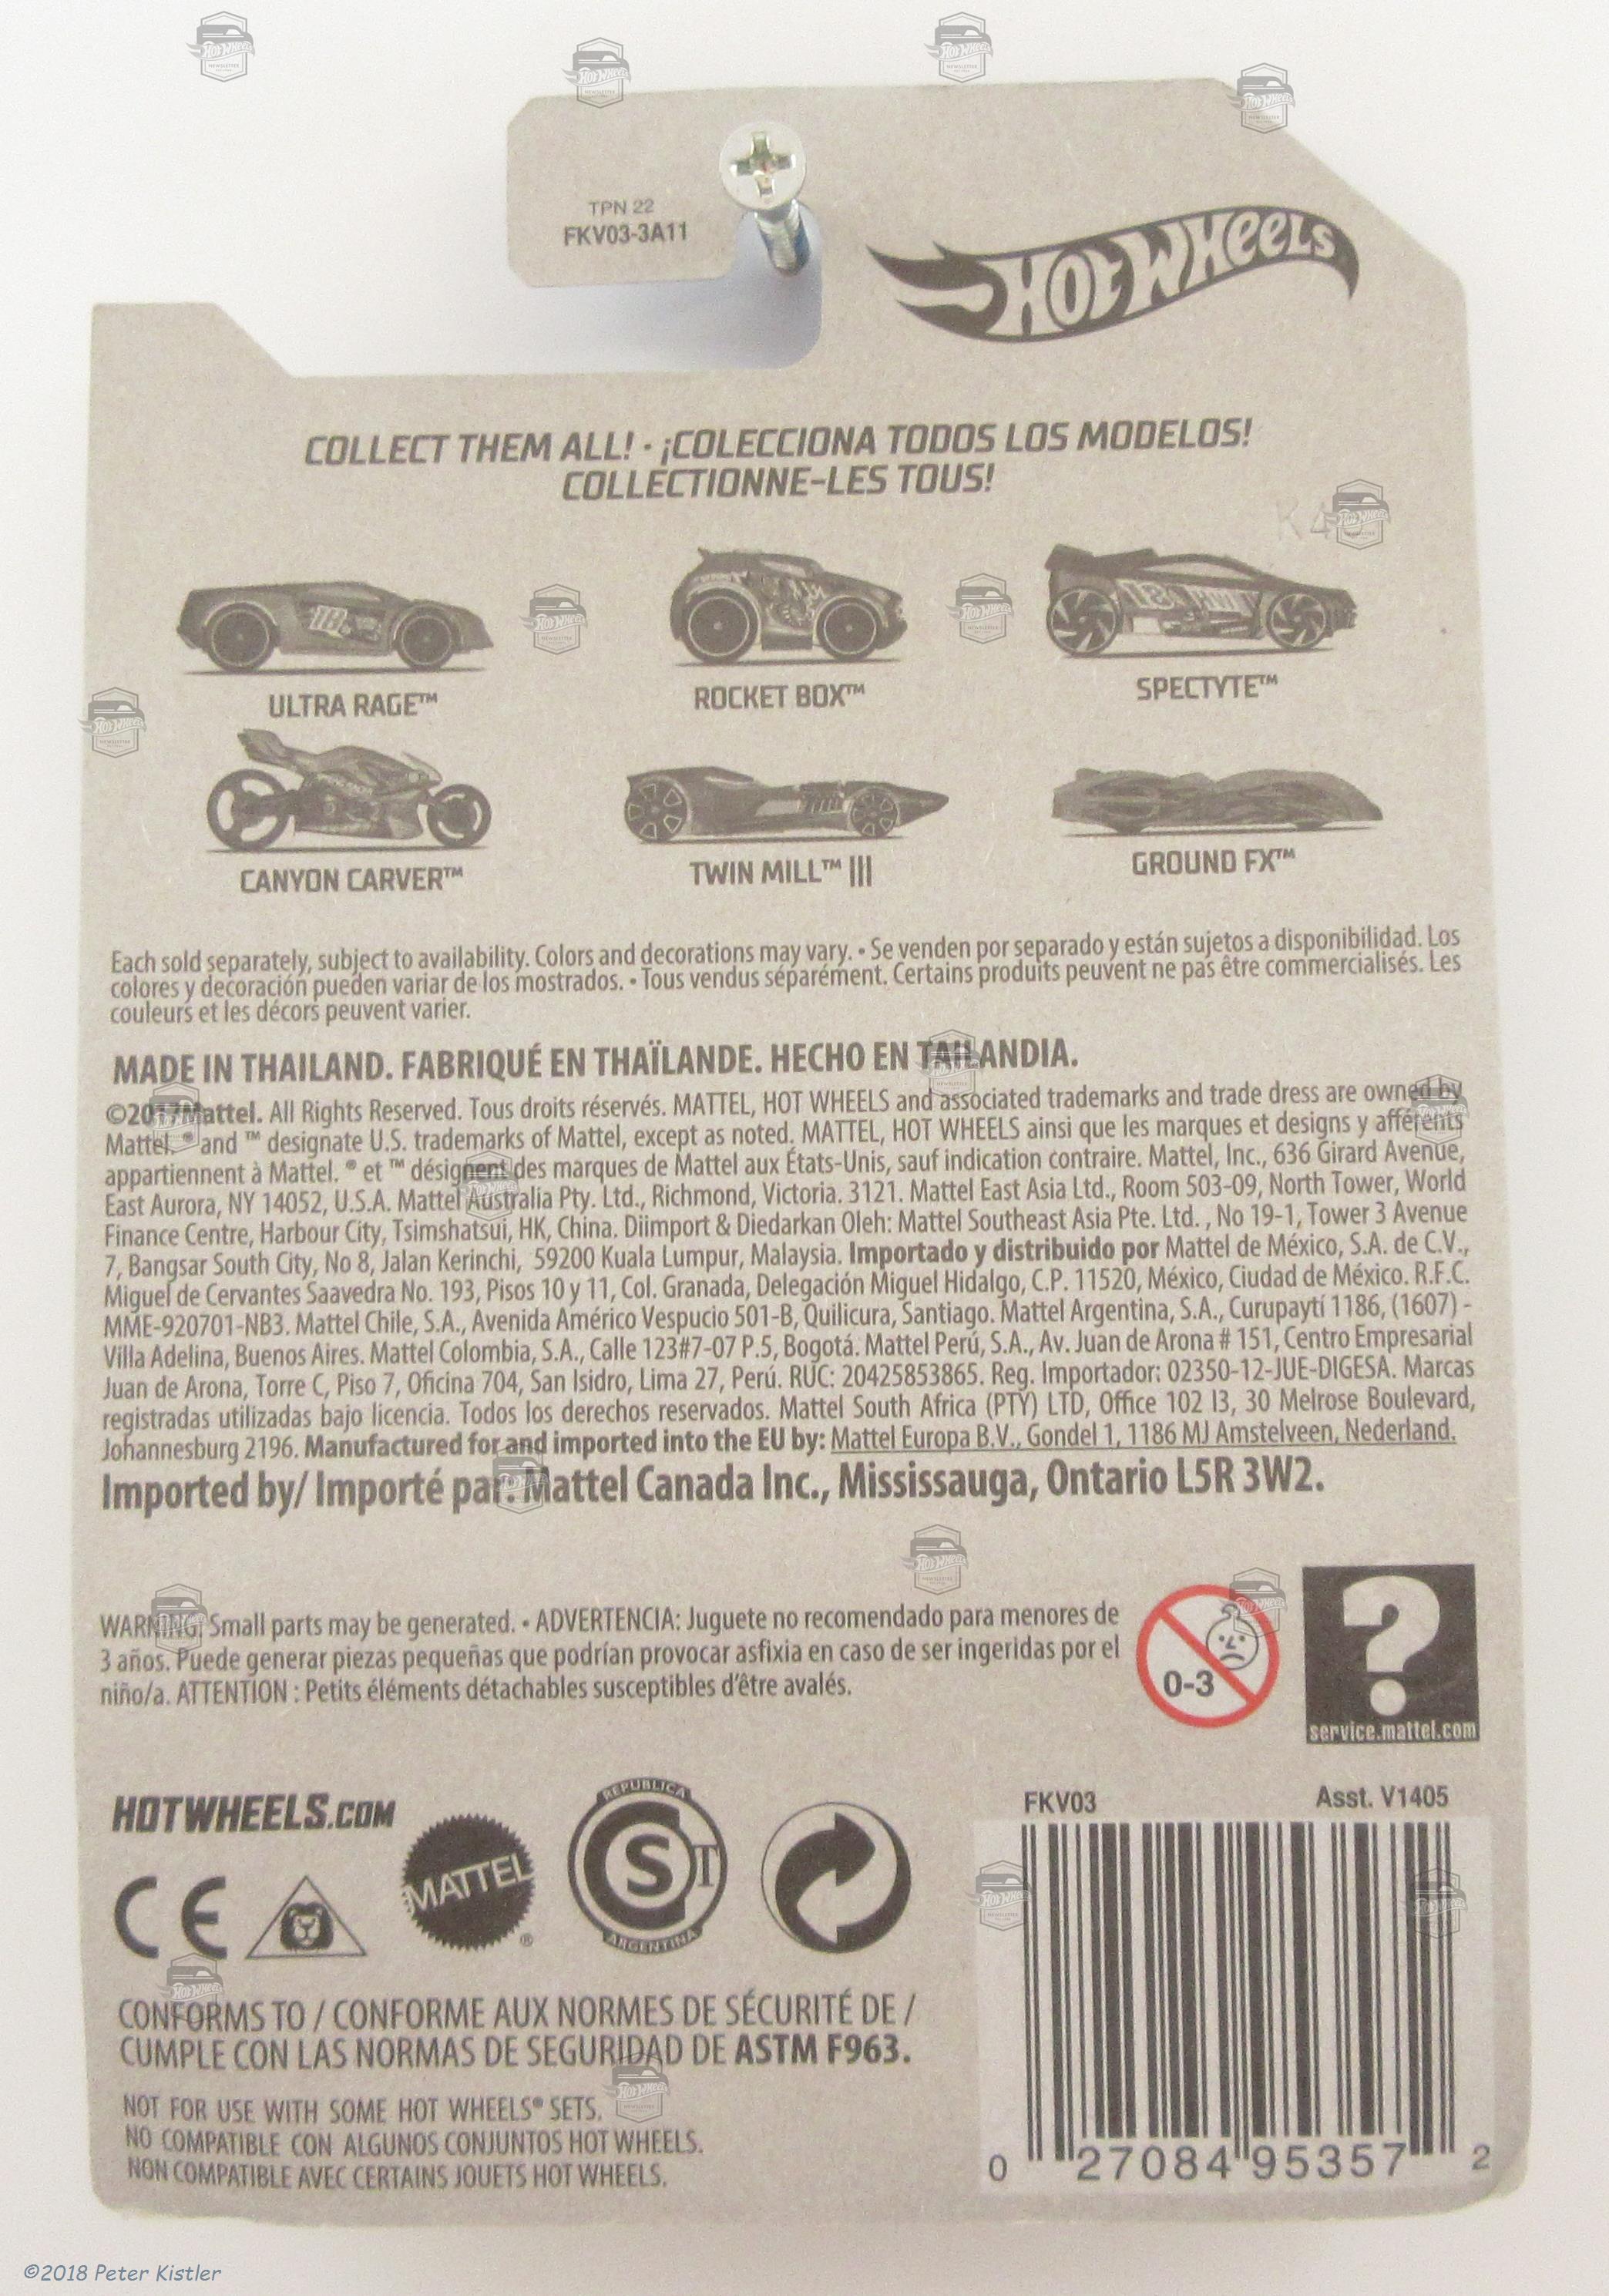 TPN 22
FKV03-3A11
HOT WHEELS
COLLECT THEM ALL! · ¡COLECCIONA TODOS LOS MODELOS!
COLLECTIONNE-LES TOUS!
ULTRA RAGE™
ROCKET BOX™
SPECTYTE™
CANYON CARVER™
TWIN MILL™ III
GROUND FX™
Each sold separately, subject to availability. Colors and decorations may vary. • Se venden por separado y están sujetos a disponibilidad. Los
colores y decoración pueden variar de los mostrados. • Tous vendus séparément. Certains produits peuvent ne pas être commercialisés. Les
couleurs et les décors peuvent varier.
MADE IN THAILAND. FABRIQUÉ EN THAÏLANDE. HECHO EN TAILANDIA.
©2017 Mattel. All Rights Reserved. Tous droits réservés. MATTEL, HOT WHEELS and associated trademarks and trade dress are owned by
Mattel. ® and ™ designate U.S. trademarks of Mattel, except as noted. MATTEL, HOT WHEELS ainsi que les marques et designs y afférents
appartiennent à Mattel. ® et ™ désignent des marques de Mattel aux États-Unis, sauf indication contraire. Mattel, Inc., 636 Girard Avenue,
East Aurora, NY 14052, U.S.A. Mattel Australia Pty. Ltd., Richmond, Victoria. 3121. Mattel East Asia Ltd., Room 503-09, North Tower, World
Finance Centre, Harbour City, Tsimshatsui, HK, China. Diimport & Diedarkan Oleh: Mattel Southeast Asia Pte. Ltd. , No 19-1, Tower 3 Avenue
7, Bangsar South City, No 8, Jalan Kerinchi, 59200 Kuala Lumpur, Malaysia. Importado y distribuido por Mattel de México, S.A. de C.V.,
Miguel de Cervantes Saavedra No. 193, Pisos 10 y 11, Col. Granada, Delegación Miguel Hidalgo, C.P. 11520, México, Ciudad de México. R.F.C.
MME-920701-NB3. Mattel Chile, S.A., Avenida Américo Vespucio 501-B, Quilicura, Santiago. Mattel Argentina, S.A., Curupaytí 1186, (1607) -
Villa Adelina, Buenos Aires. Mattel Colombia, S.A., Calle 123#7-07 P.5, Bogotá. Mattel Perú, S.A., Av. Juan de Arona # 151, Centro Empresarial
Juan de Arona, Torre C, Piso 7, Oficina 704, San Isidro, Lima 27, Perú. RUC: 20425853865. Reg. Importador: 02350-12-JUE-DIGESA. Marcas
registradas utilizadas bajo licencia. Todos los derechos reservados. Mattel South Africa (PTY) LTD, Office 102 I3, 30 Melrose Boulevard,
Johannesburg 2196. Manufactured for and imported into the EU by: Mattel Europa B.V., Gondel 1, 1186 MJ Amstelveen, Nederland.
Imported by/ Importé par: Mattel Canada Inc., Mississauga, Ontario L5R 3W2.
WARNING: Small parts may be generated. • ADVERTENCIA: Juguete no recomendado para menores de
3 años. Puede generar piezas pequeñas que podrían provocar asfixia en caso de ser ingeridas por el
niño/a. ATTENTION : Petits éléments détachables susceptibles d'être avalés.
0-3
?
service.mattel.com
HOTWHEELS.COM
CE
MATTEL
®
REPUBLICA
CST
ARGENTINA
FKV03
Asst. V1405
0 27084 95357 2
CONFORMS TO / CONFORME AUX NORMES DE SÉCURITÉ DE /
CUMPLE CON LAS NORMAS DE SEGURIDAD DE ASTM F963.
NOT FOR USE WITH SOME HOT WHEELS® SETS.
NO COMPATIBLE CON ALGUNOS CONJUNTOS HOT WHEELS.
NON COMPATIBLE AVEC CERTAINS JOUETS HOT WHEELS.
©2018 Peter Kistler